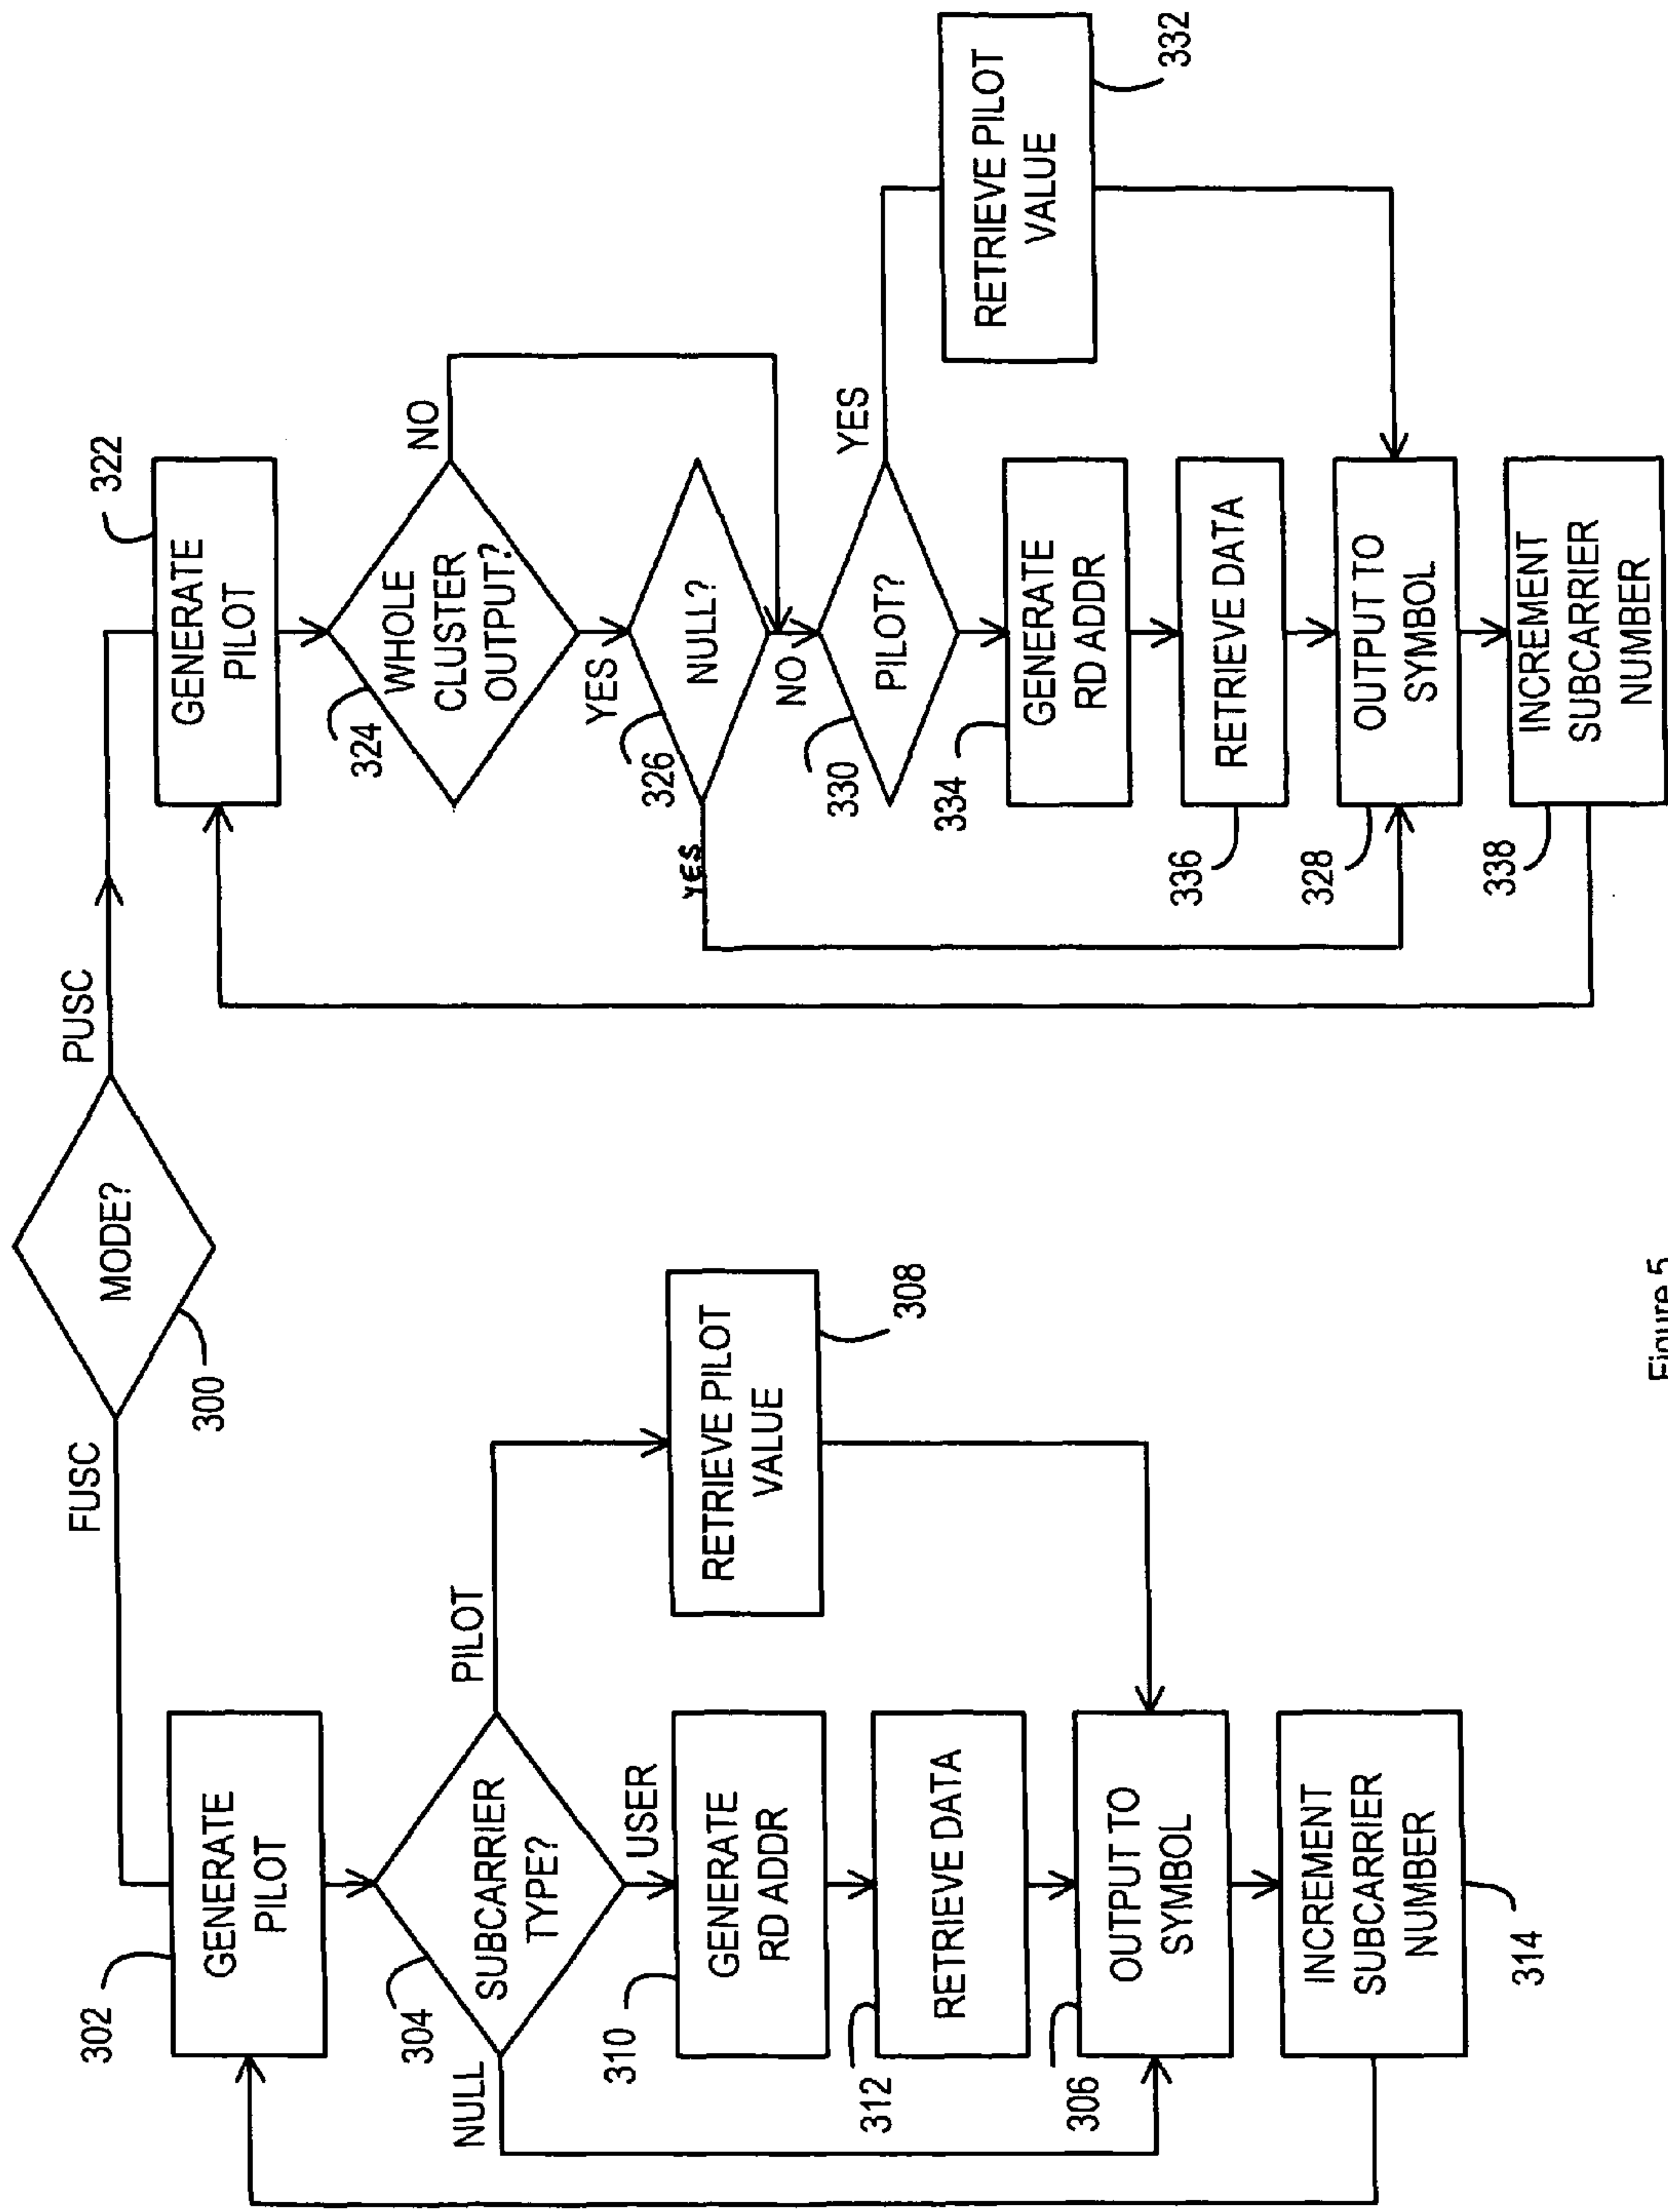 MODE?
300
FUSC
PUSC
302
GENERATE
PILOT
304
SUBCARRIER
TYPE?
NULL
USER
PILOT
308
RETRIEVE PILOT
VALUE
310
GENERATE
RD ADDR
312
RETRIEVE DATA
306
OUTPUT TO
SYMBOL
INCREMENT
SUBCARRIER
NUMBER
314
322
GENERATE
PILOT
324
WHOLE
CLUSTER
OUTPUT?
NO
YES
326
NULL?
YES
NO
330
PILOT?
YES
332
RETRIEVE PILOT
VALUE
334
GENERATE
RD ADDR
336
RETRIEVE DATA
328
OUTPUT TO
SYMBOL
338
INCREMENT
SUBCARRIER
NUMBER
Figure 5